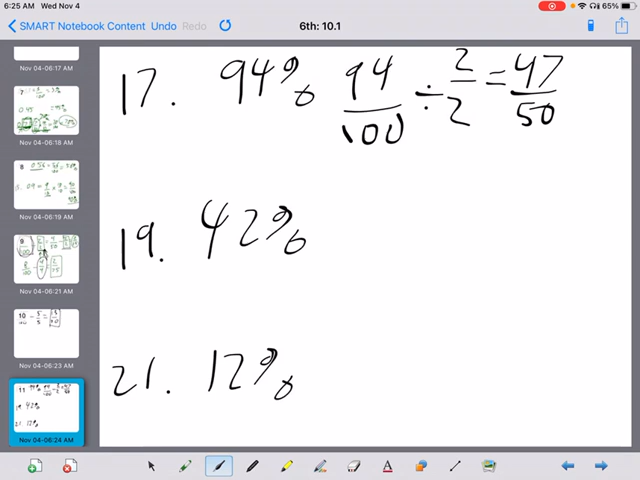 6:25 AM Wed Nov 4
65%
SMART Notebook Content Undo Redo
6th: 10.1
Nov 04-06:17 AM
Nov 04-06:18 AM
Nov 04-06:19 AM
Nov 04-06:21 AM
Nov 04-06:23 AM
Nov 04-06:24 AM
17. 94% 94/100 ÷ 2/2 = 47/50
19. 42%
21. 12%
A